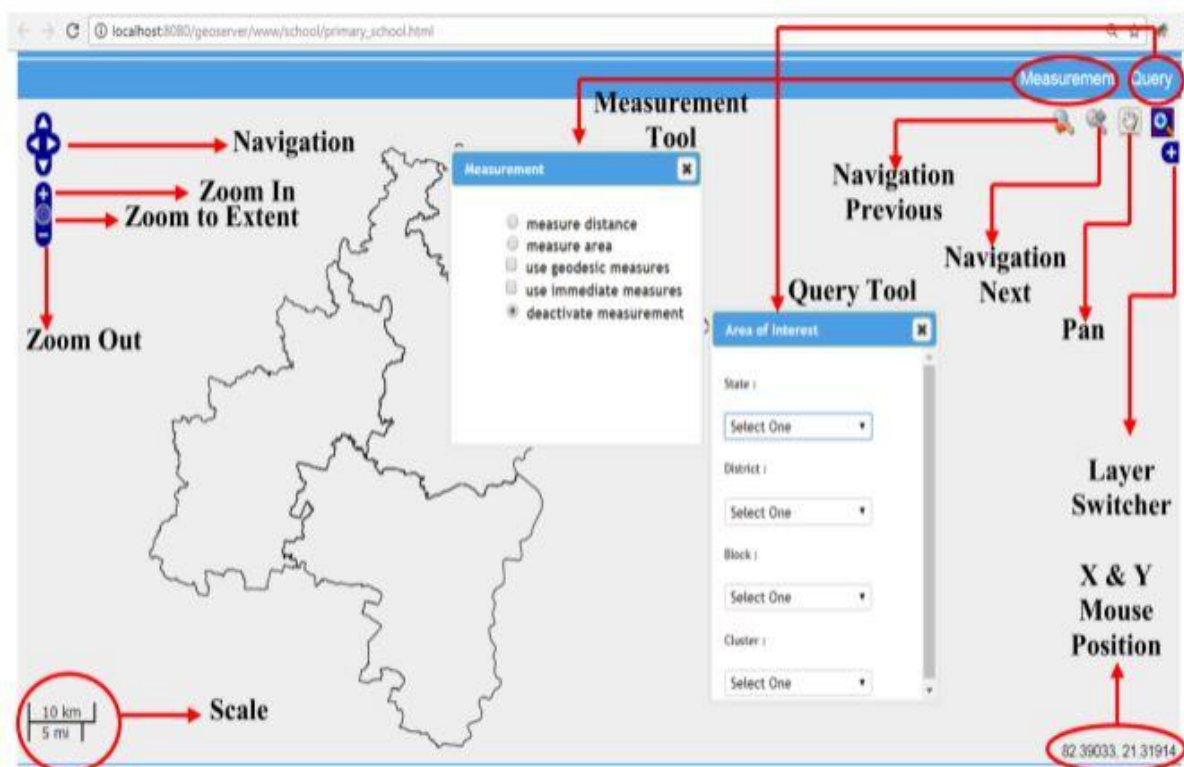 localhost:8080/geoserver/www/school/primary_school.html
Measurement Query
Measurement
Tool
Navigation
Zoom In
Zoom to Extent
Zoom Out
Measurement
measure distance
measure area
use geodesic measures
use immediate measures
deactivate measurement
Navigation
Previous
Navigation
Next
Pan
Query Tool
Area of Interest
State :
Select One
District :
Select One
Block :
Select One
Cluster :
Select One
Layer
Switcher
X & Y
Mouse
Position
10 km
5 mi
Scale
82.39033, 21.31914